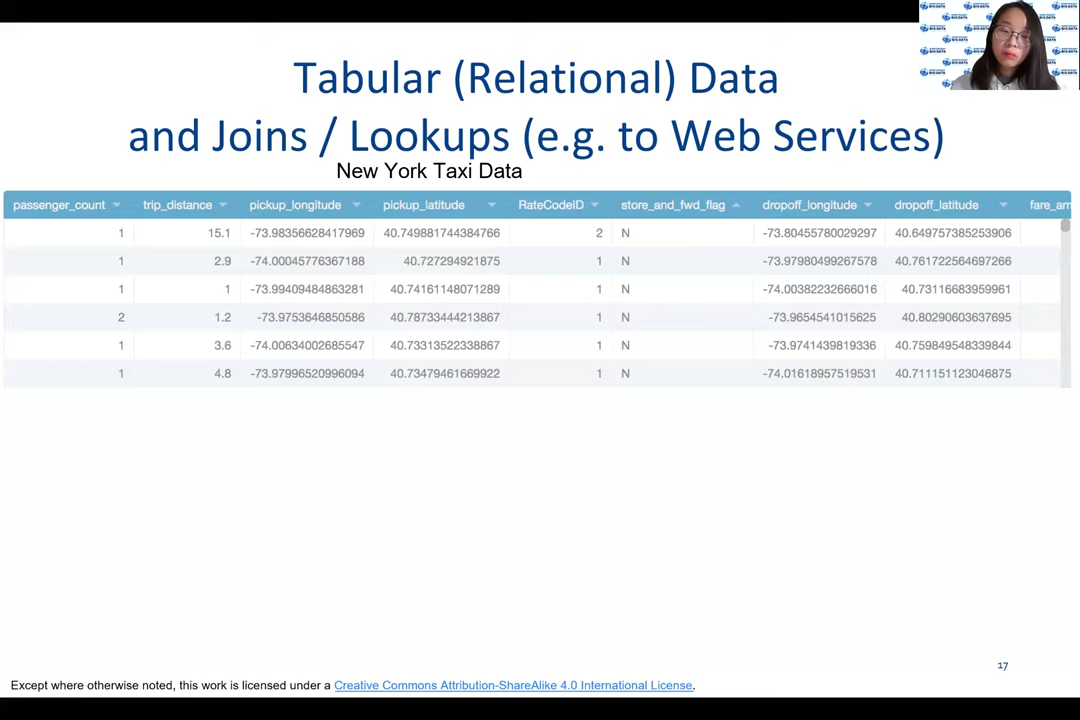 Tabular (Relational) Data
and Joins / Lookups (e.g. to Web Services)
New York Taxi Data
passenger_count trip_distance pickup_longitude pickup_latitude RateCodeID store_and_fwd_flag dropoff_longitude dropoff_latitude fare_am
1 15.1 -73.98356628417969 40.749881744384766 2 N -73.80455780029297 40.649757385253906
1 2.9 -74.00045776367188 40.727294921875 1 N -73.97980499267578 40.761722564697266
1 1 -73.99409484863281 40.74161148071289 1 N -74.00382232666016 40.73116683959961
2 1.2 -73.9753646850586 40.78733444213867 1 N -73.9654541015625 40.80290603637695
1 3.6 -74.00634002685547 40.73313522338867 1 N -73.9741439819336 40.759849548339844
1 4.8 -73.97996520996094 40.73479461669922 1 N -74.01618957519531 40.711151123046875
17
Except where otherwise noted, this work is licensed under a Creative Commons Attribution-ShareAlike 4.0 International License.